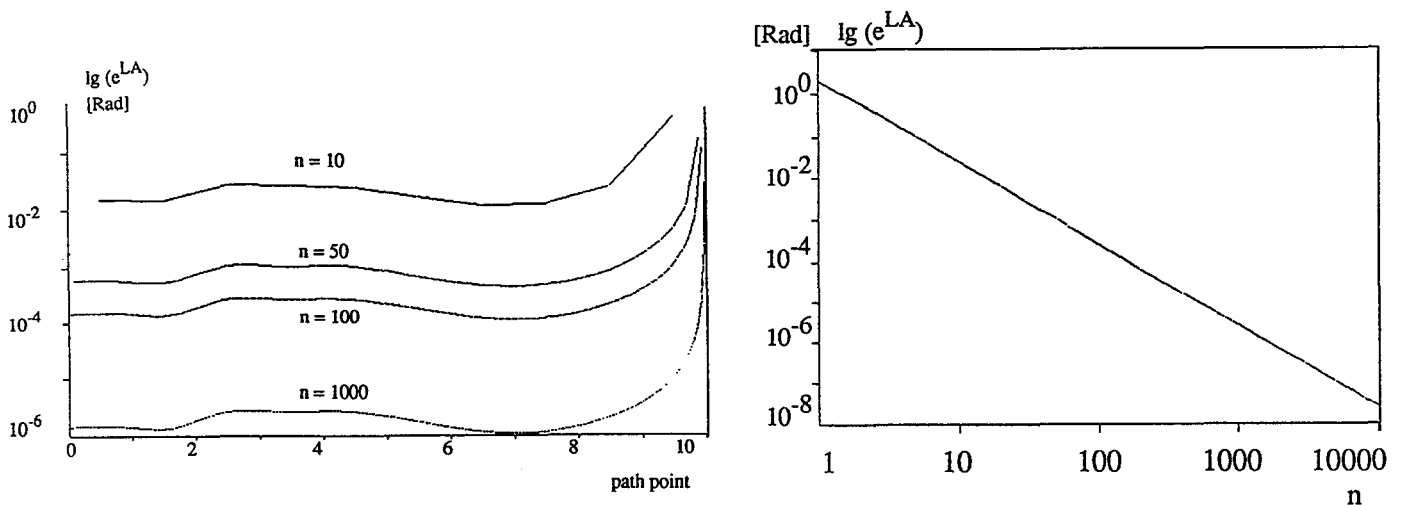 lg (e^LA)
[Rad]
10^0
10^-2
10^-4
10^-6
n = 10
n = 50
n = 100
n = 1000
0 2 4 6 8 10
path point
[Rad] lg (e^LA)
10^0
10^-2
10^-4
10^-6
10^-8
1 10 100 1000 10000
n